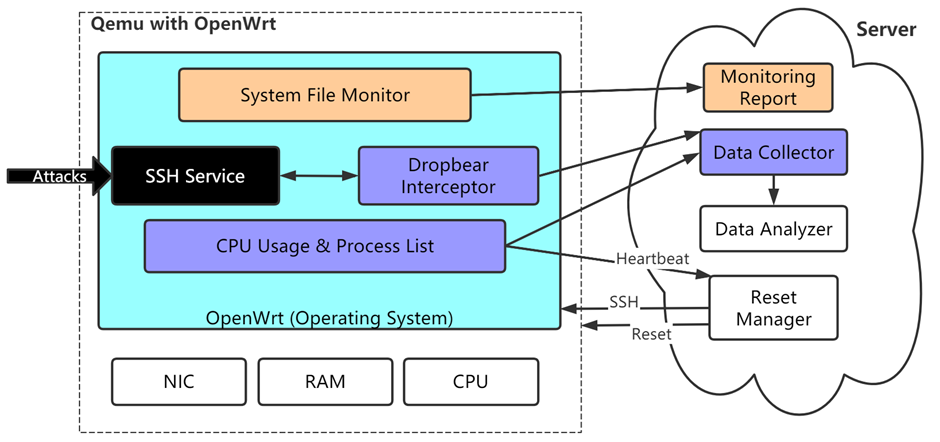 Qemu with OpenWrt
Server
System File Monitor
Monitoring
Report
Attacks
SSH Service
Dropbear
Interceptor
Data Collector
CPU Usage & Process List
Data Analyzer
Heartbeat
Reset
Manager
SSH
Reset
OpenWrt (Operating System)
NIC
RAM
CPU